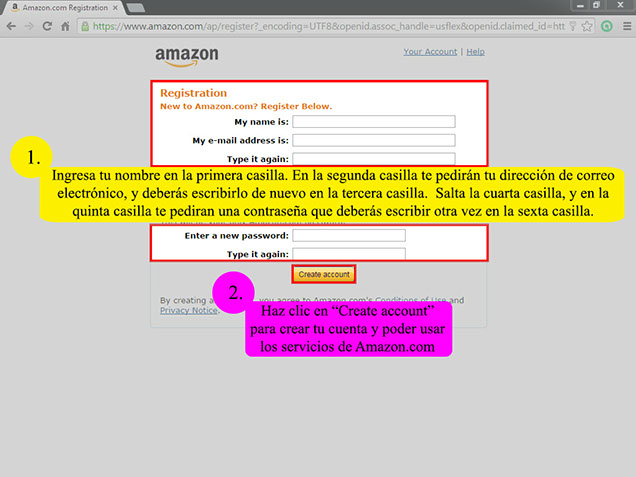 Amazon.com Registration
https://www.amazon.com/ap/register?_encoding=UTF8&openid.assoc_handle=usflex&openid.claimed_id=htt
amazon
Your Account | Help
Registration
New to Amazon.com? Register Below.
My name is:
My e-mail address is:
Type it again:
1.
Ingresa tu nombre en la primera casilla. En la segunda casilla te pedirán tu dirección de correo
electrónico, y deberás escribirlo de nuevo en la tercera casilla. Salta la cuarta casilla, y en la
quinta casilla te pediran una contraseña que deberás escribir otra vez en la sexta casilla.
Enter a new password:
Type it again:
Create account
2.
By creating a you agree to Amazon.com's Conditions of Use and
Privacy Notice.
Haz clic en “Create account”
para crear tu cuenta y poder usar
los servicios de Amazon.com